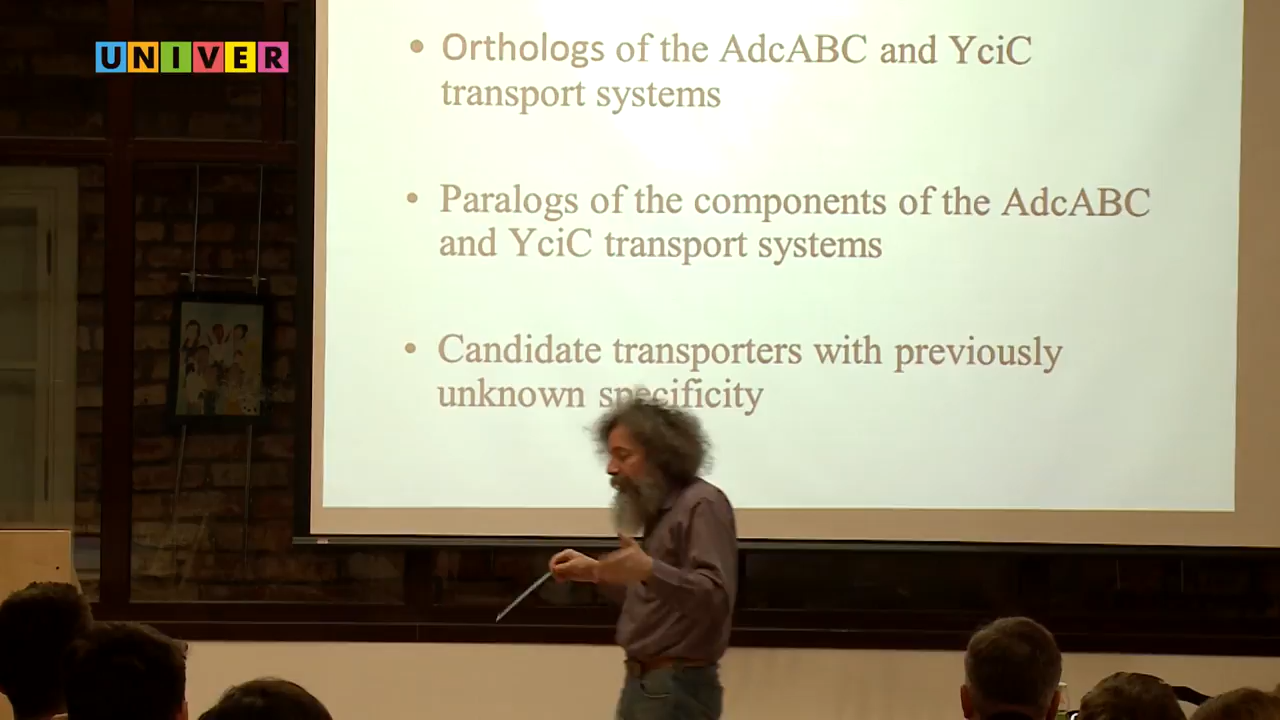 UNIVER
• Orthologs of the AdcABC and YciC
transport systems
• Paralogs of the components of the AdcABC
and YciC transport systems
• Candidate transporters with previously
unknown specificity